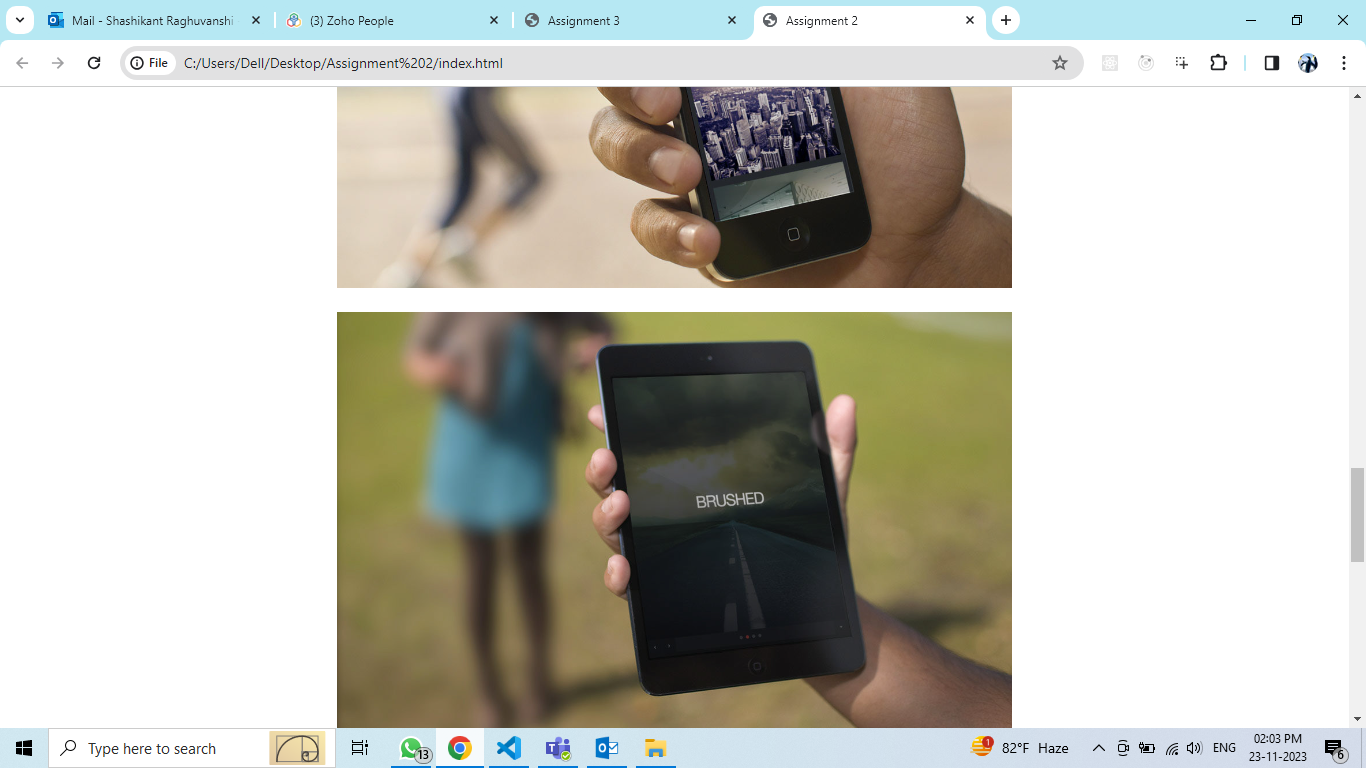 Mail - Shashikant Raghuvanshi
(3) Zoho People
Assignment 3
Assignment 2
File
C:/Users/Dell/Desktop/Assignment%202/index.html
BRUSHED
Type here to search
13
1
82°F Haze
ENG
02:03 PM
23-11-2023
6